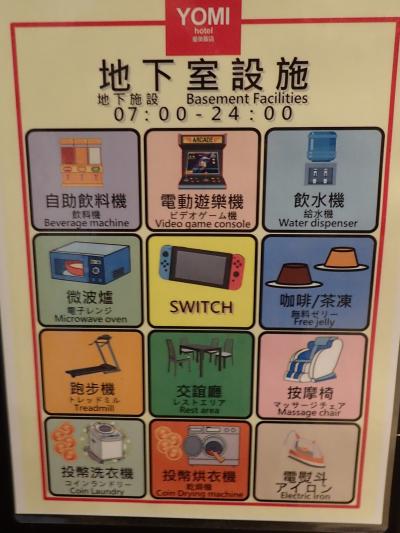 YOMI
hotel
優美飯店
地下室設施
地下施設 Basement Facilities
07:00-24:00
自助飲料機
飲料機
Beverage machine
ARCADE
電動遊樂機
ビデオゲーム機
Video game console
飲水機
給水機
Water dispenser
微波爐
電子レンジ
Microwave oven
SWITCH
咖啡/茶凍
無料ゼリー
Free jelly
跑步機
トレッドミル
Treadmill
交誼廳
レストエリア
Rest area
按摩椅
マッサージチェア
Massage chair
投幣洗衣機
コインランドリー
Coin Laundry
投幣烘衣機
乾燥機
Coin Drying machine
電熨斗
アイロン
Electric Iron